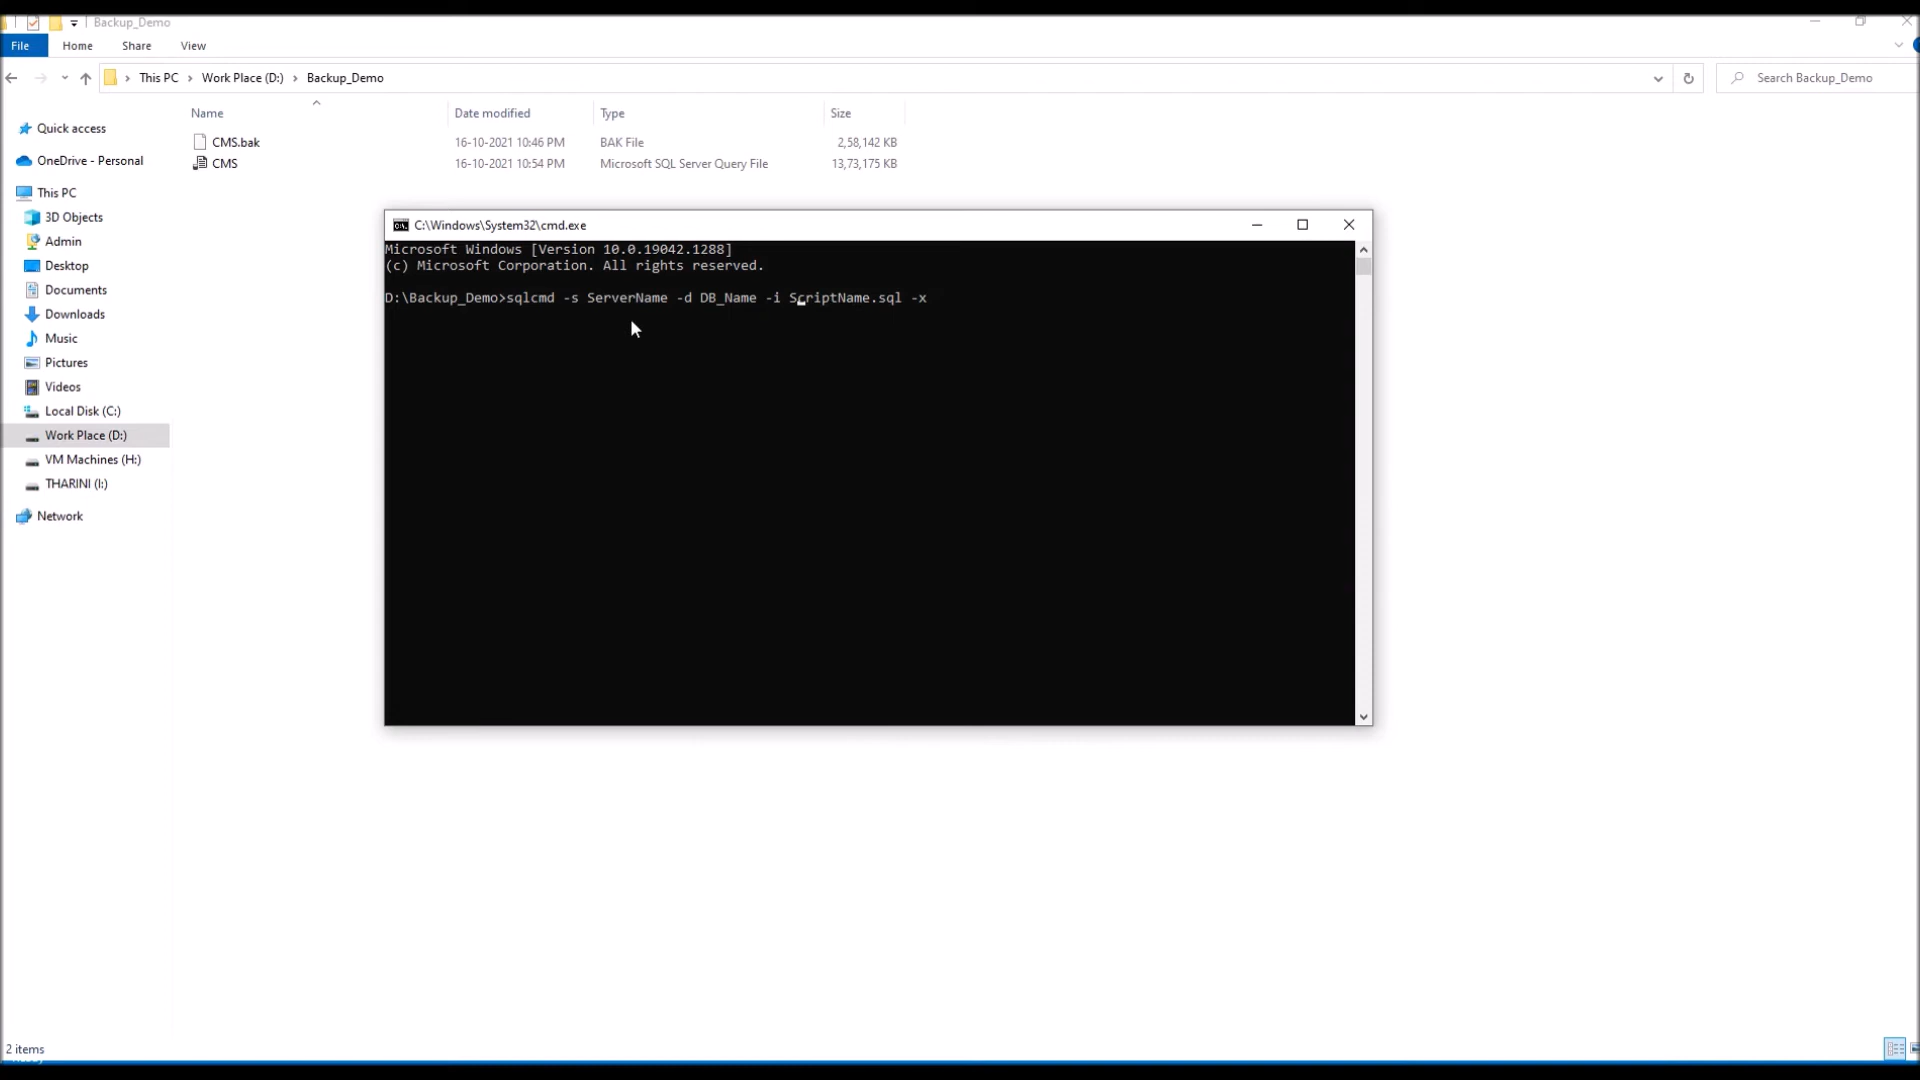 Backup_Demo
File Home Share View
This PC Work Place (D:) Backup_Demo Search Backup_Demo
Name Date modified Type Size
CMS.bak 16-10-2021 10:46 PM BAK File 2,58,142 KB
CMS 16-10-2021 10:54 PM Microsoft SQL Server Query File 13,73,175 KB
Quick access
OneDrive - Personal
This PC
3D Objects
Admin
Desktop
Documents
Downloads
Music
Pictures
Videos
Local Disk (C:)
Work Place (D:)
VM Machines (H:)
THARINI (I:)
Network
C:\Windows\System32\cmd.exe
Microsoft Windows [Version 10.0.19042.1288]
(c) Microsoft Corporation. All rights reserved.
D:\Backup_Demo>sqlcmd -s ServerName -d DB_Name -i ScriptName.sql -x
2 items